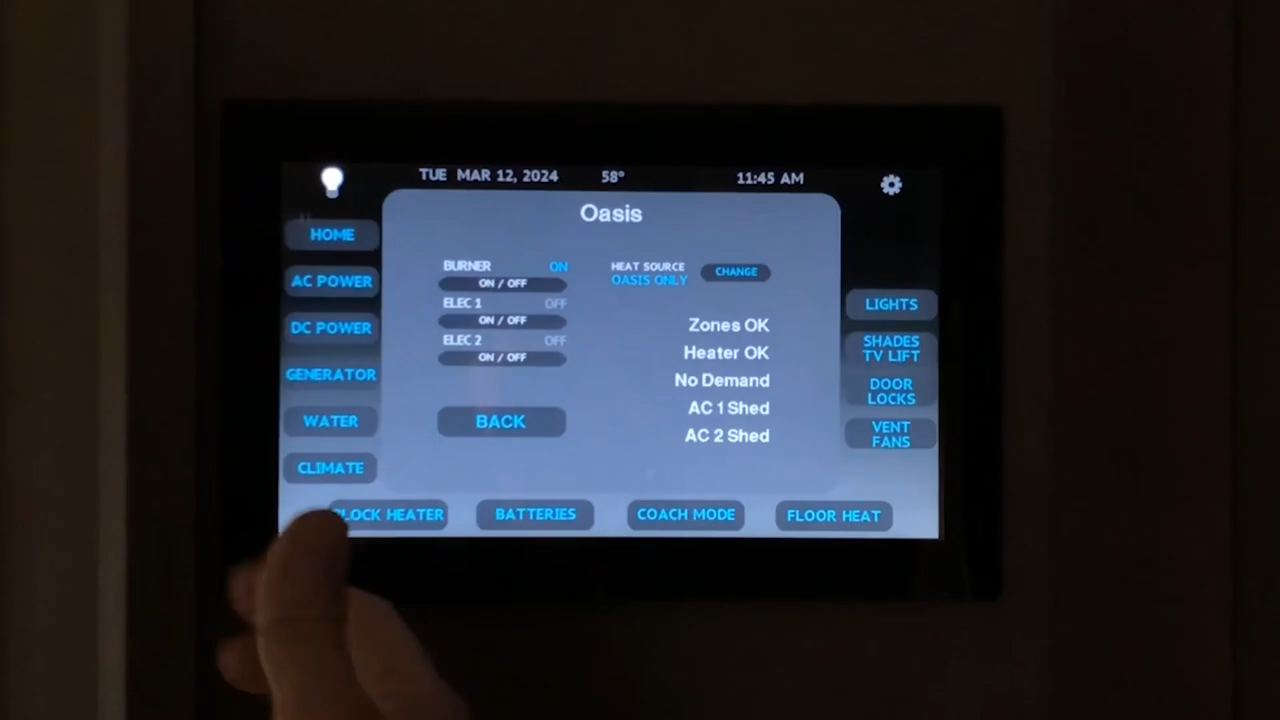 TUE MAR 12, 2024 58° 11:45 AM
Oasis
HOME
AC POWER
DC POWER
GENERATOR
WATER
CLIMATE
BURNER ON
ON / OFF
ELEC 1 OFF
ON / OFF
ELEC 2 OFF
ON / OFF
BACK
HEAT SOURCE
OASIS ONLY
CHANGE
Zones OK
Heater OK
No Demand
AC 1 Shed
AC 2 Shed
LIGHTS
SHADES
TV LIFT
DOOR
LOCKS
VENT
FANS
LOCK HEATER
BATTERIES
COACH MODE
FLOOR HEAT